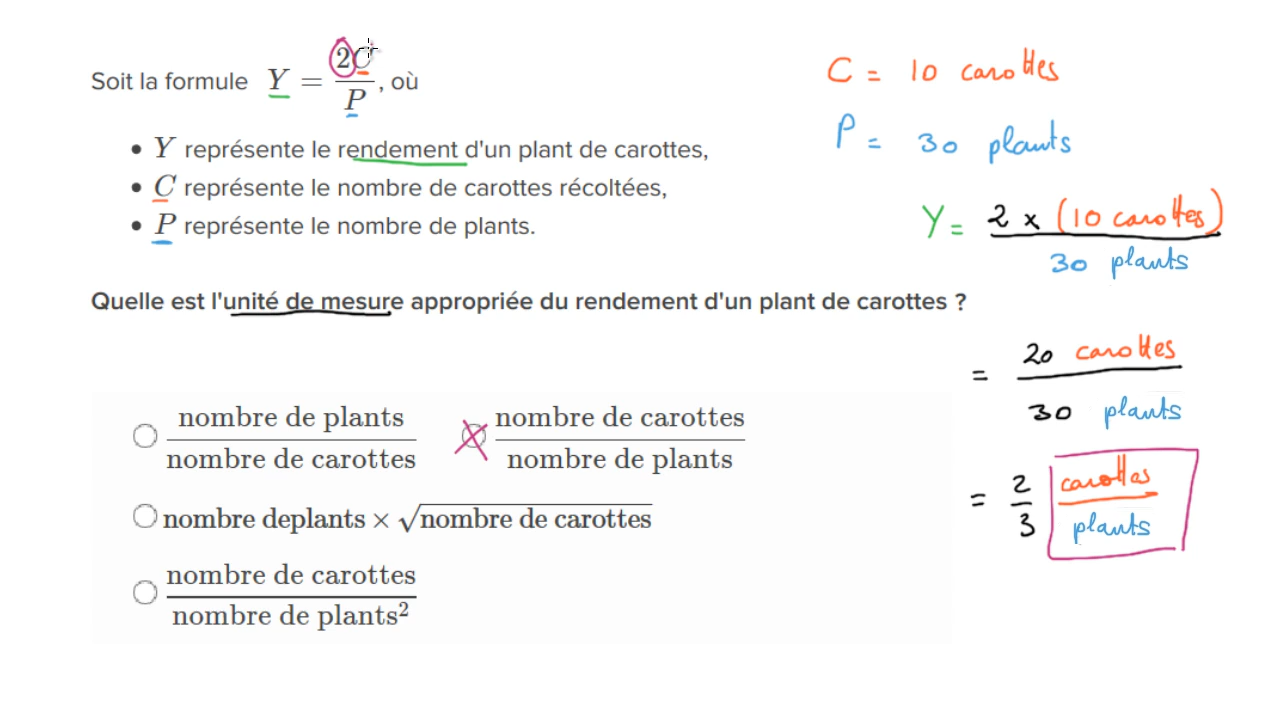 Soit la formule Y = 2C / P, où
• Y représente le rendement d'un plant de carottes,
• C représente le nombre de carottes récoltées,
• P représente le nombre de plants.
Quelle est l'unité de mesure appropriée du rendement d'un plant de carottes ?
nombre de plants / nombre de carottes
nombre de carottes / nombre de plants
nombre deplants × √nombre de carottes
nombre de carottes / nombre de plants²
C = 10 carottes
P = 30 plants
Y = 2 x (10 carottes) / 30 plants
= 20 carottes / 30 plants
= 2/3 carottes / plants